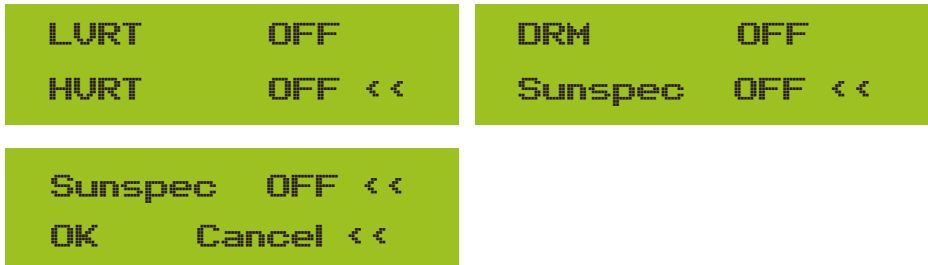 LVRT OFF
HVRT OFF <<
DRM OFF
Sunspec OFF <<
Sunspec OFF <<
OK Cancel <<